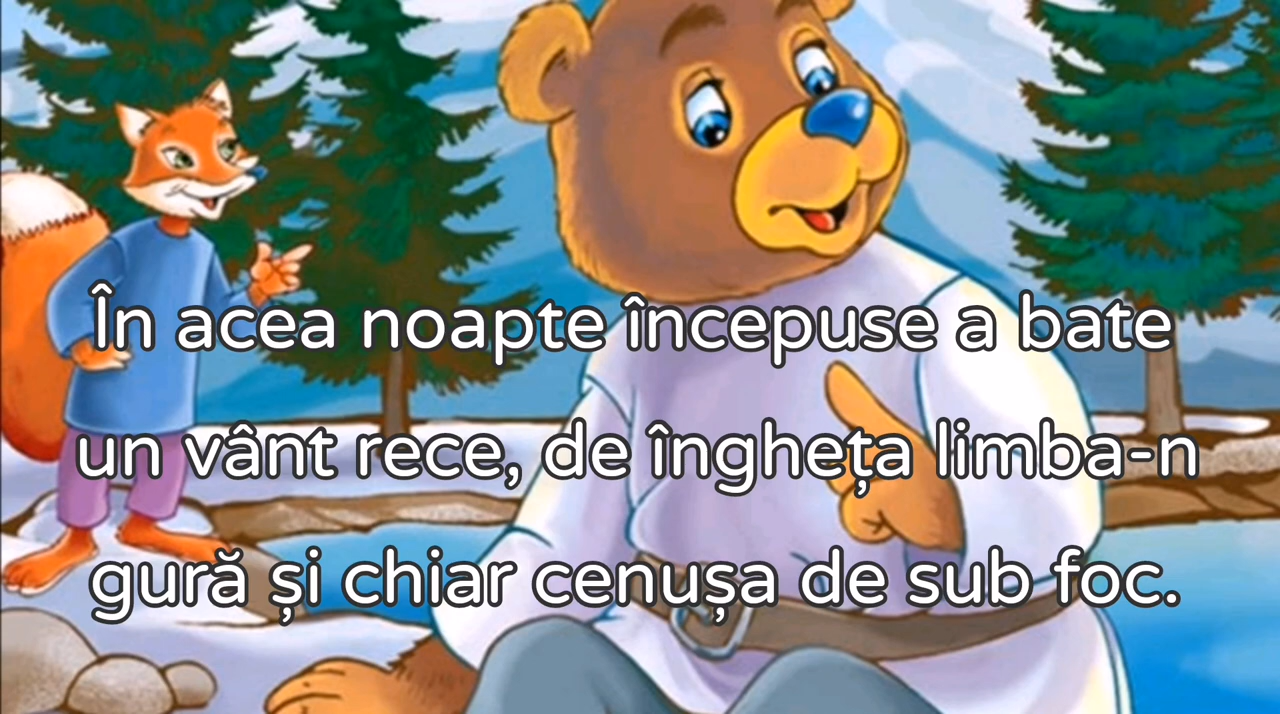 În acea noapte începuse a bate
un vânt rece, de îngheța limba-n
gură și chiar cenușa de sub foc.